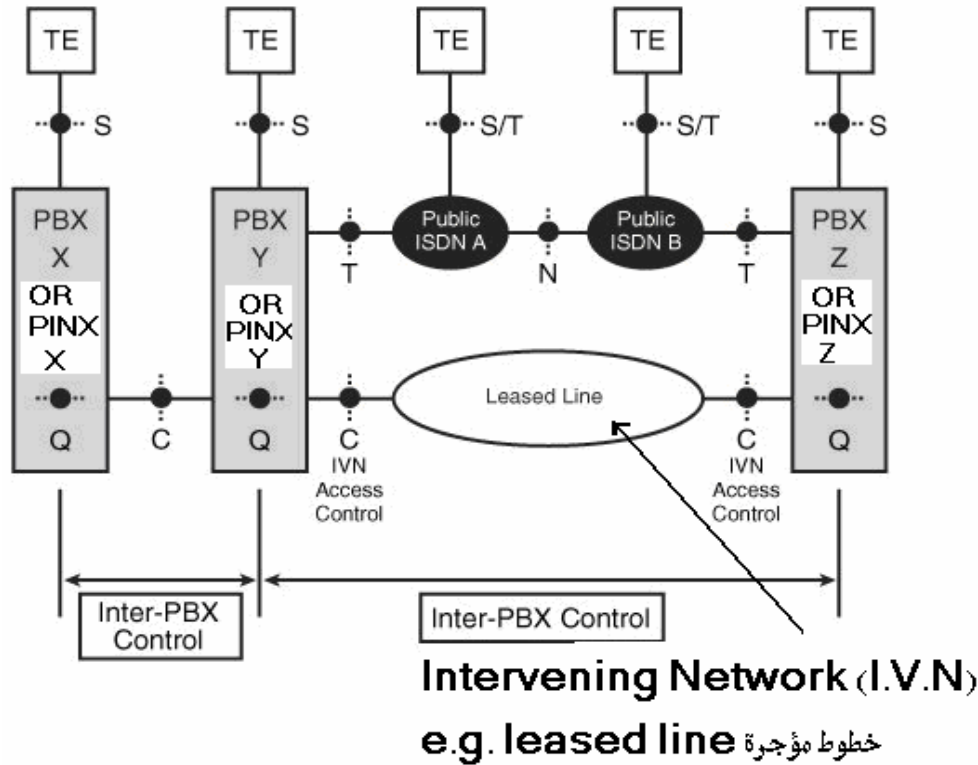 TE TE TE TE TE
S S S/T S/T S
PBX
X
OR
PINX
X
Q
C
PBX
Y
OR
PINX
Y
Q
T
Public
ISDN A
N
Public
ISDN B
T
C
IVN
Access
Control
Leased Line
C
IVN
Access
Control
PBX
Z
OR
PINX
Z
Q
Inter-PBX
Control
Inter-PBX Control
Intervening Network (I.V.N)
e.g. leased line خطوط مؤجرة